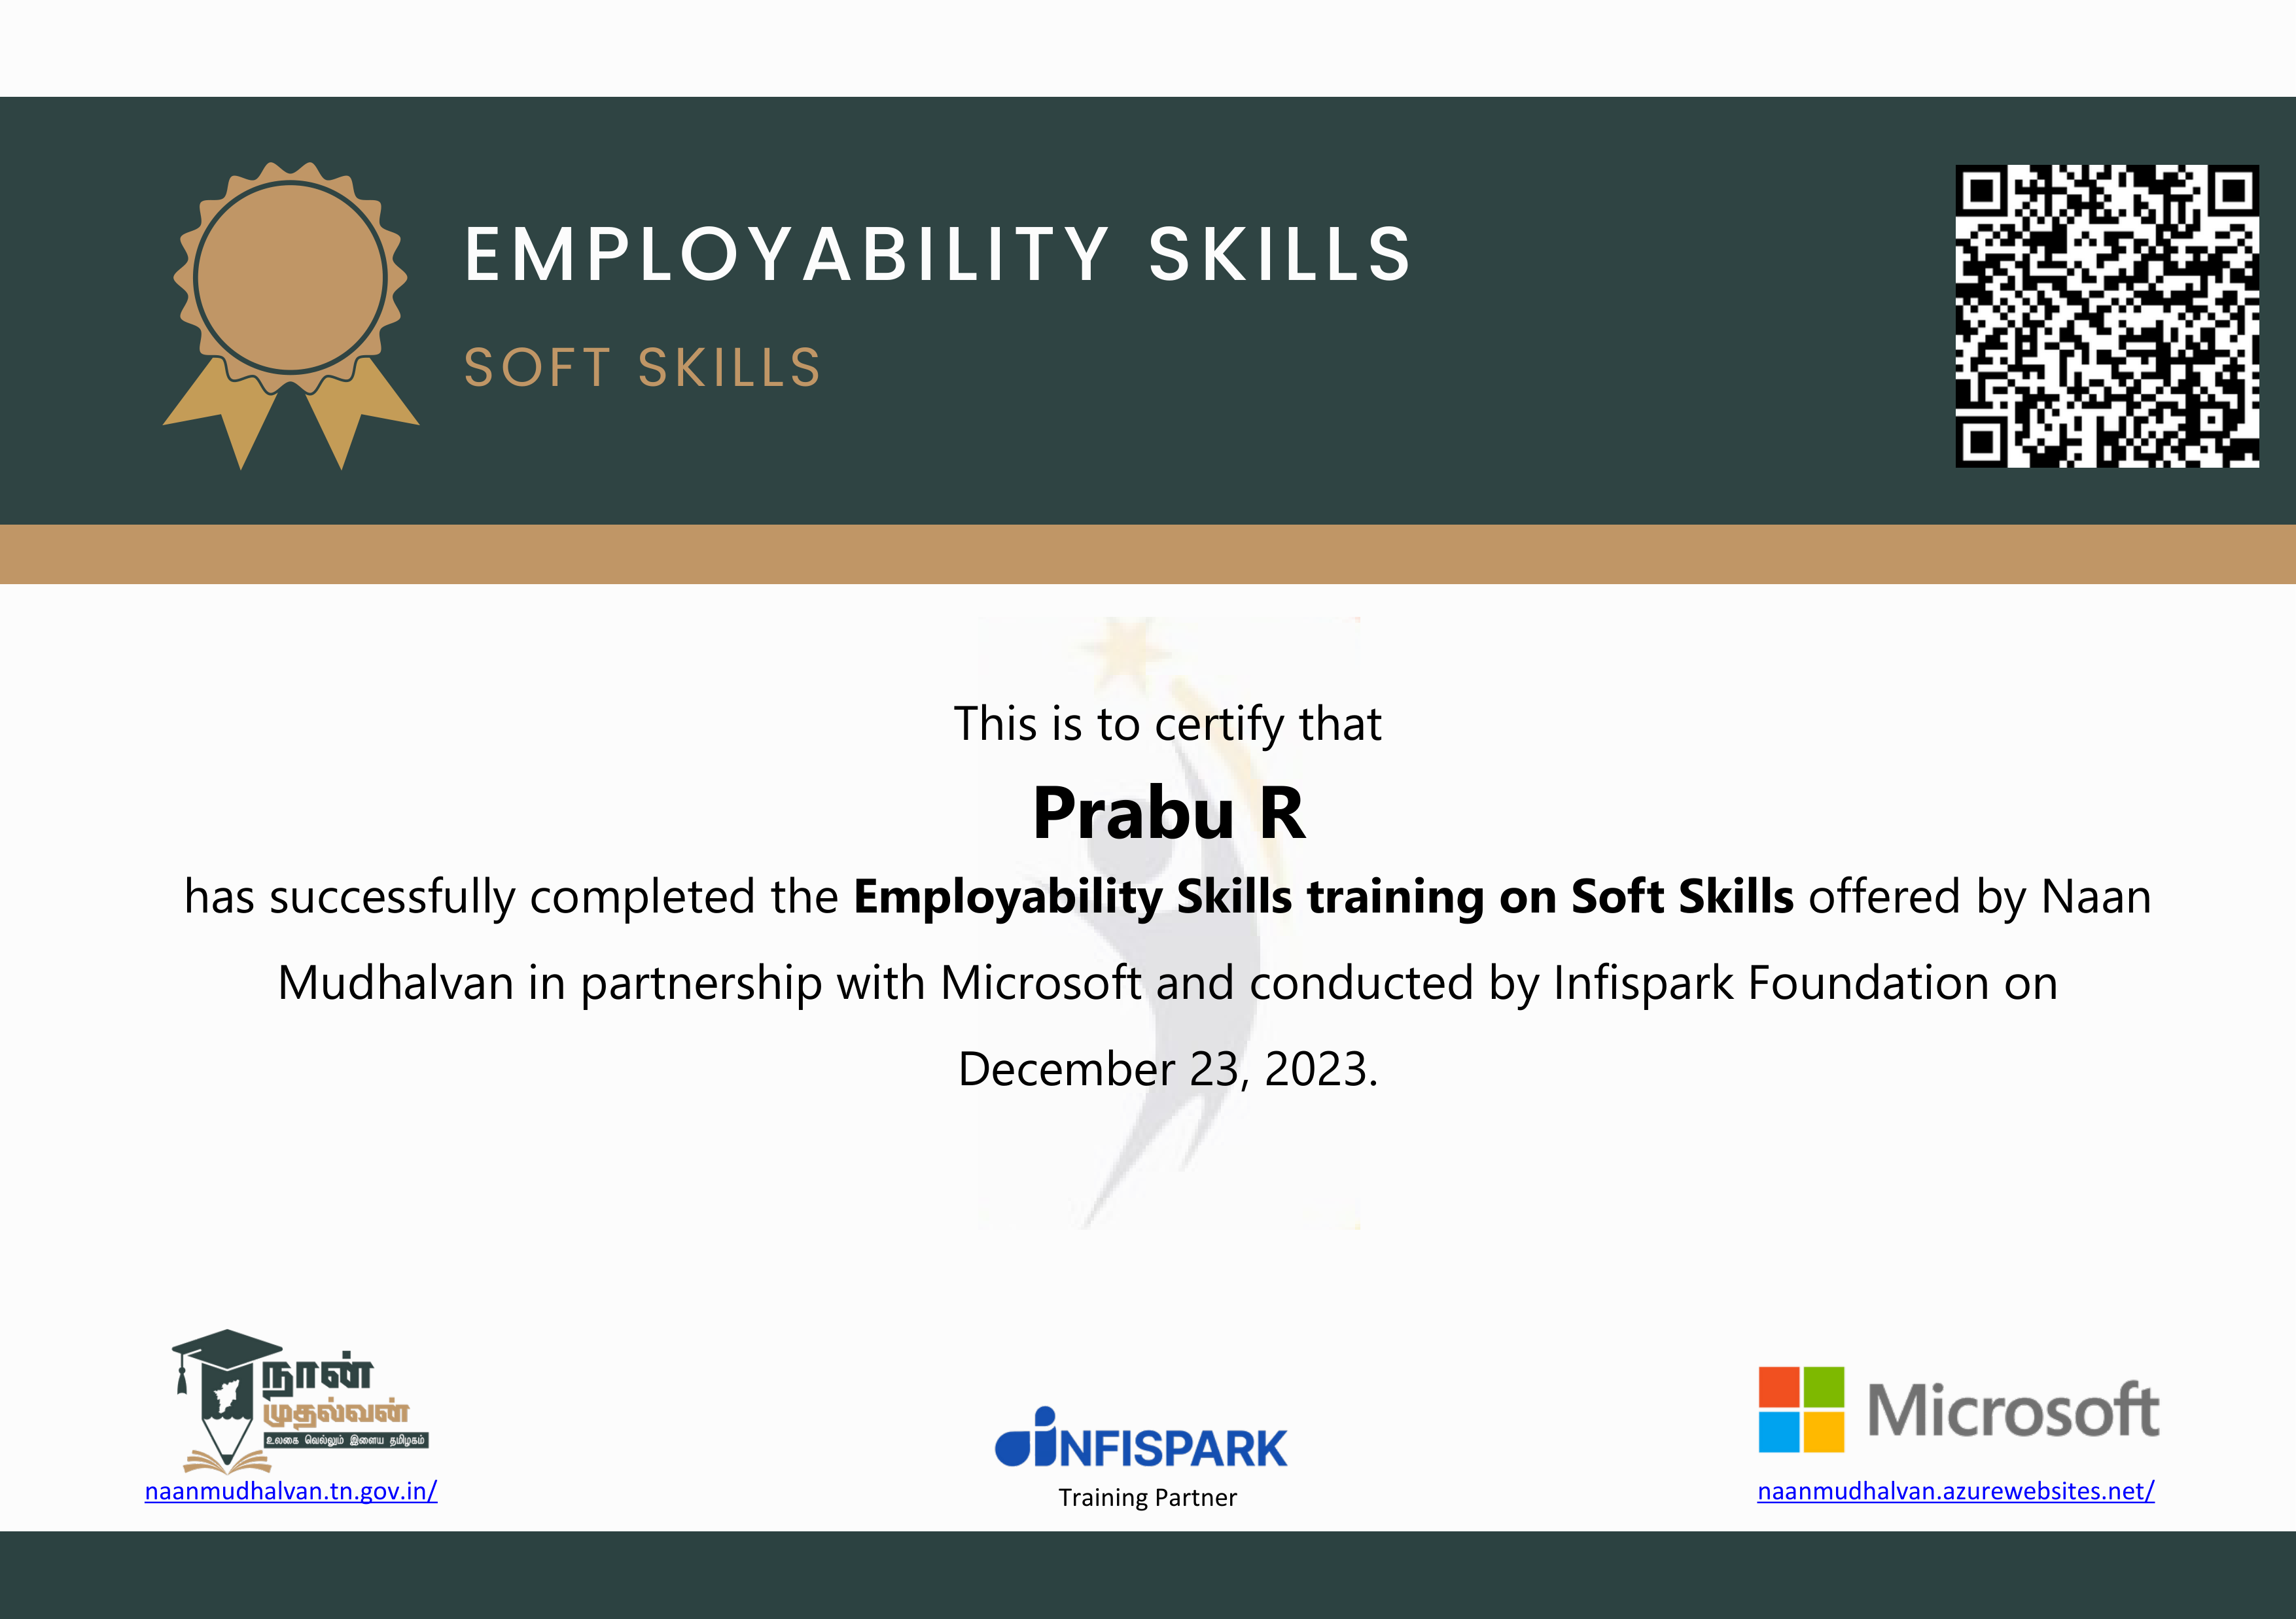 EMPLOYABILITY SKILLS
SOFT SKILLS
This is to certify that
Prabu R
has successfully completed the Employability Skills training on Soft Skills offered by Naan
Mudhalvan in partnership with Microsoft and conducted by Infispark Foundation on
December 23, 2023.
நான்
முதல்வன்
உலகை வெல்லும் இளைய தமிழகம்
naanmudhalvan.tn.gov.in/
INFISPARK
Training Partner
Microsoft
naanmudhalvan.azurewebsites.net/